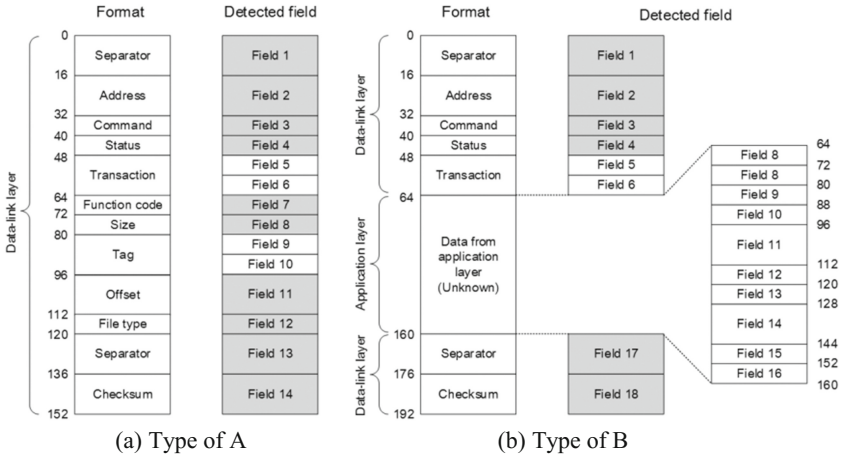 Format
Detected field
Data-link layer
0
16
32
40
48
64
72
80
96
112
120
136
152
Separator
Address
Command
Status
Transaction
Function code
Size
Tag
Offset
File type
Separator
Checksum
Field 1
Field 2
Field 3
Field 4
Field 5
Field 6
Field 7
Field 8
Field 9
Field 10
Field 11
Field 12
Field 13
Field 14
(a) Type of A
Format
Detected field
Data-link layer
Application layer
Data-link layer
0
16
32
40
48
64
160
176
192
Separator
Address
Command
Status
Transaction
Data from
application
layer
(Unknown)
Separator
Checksum
Field 1
Field 2
Field 3
Field 4
Field 5
Field 6
Field 17
Field 18
Field 8
Field 8
Field 9
Field 10
Field 11
Field 12
Field 13
Field 14
Field 15
Field 16
64
72
80
88
96
112
120
128
144
152
160
(b) Type of B